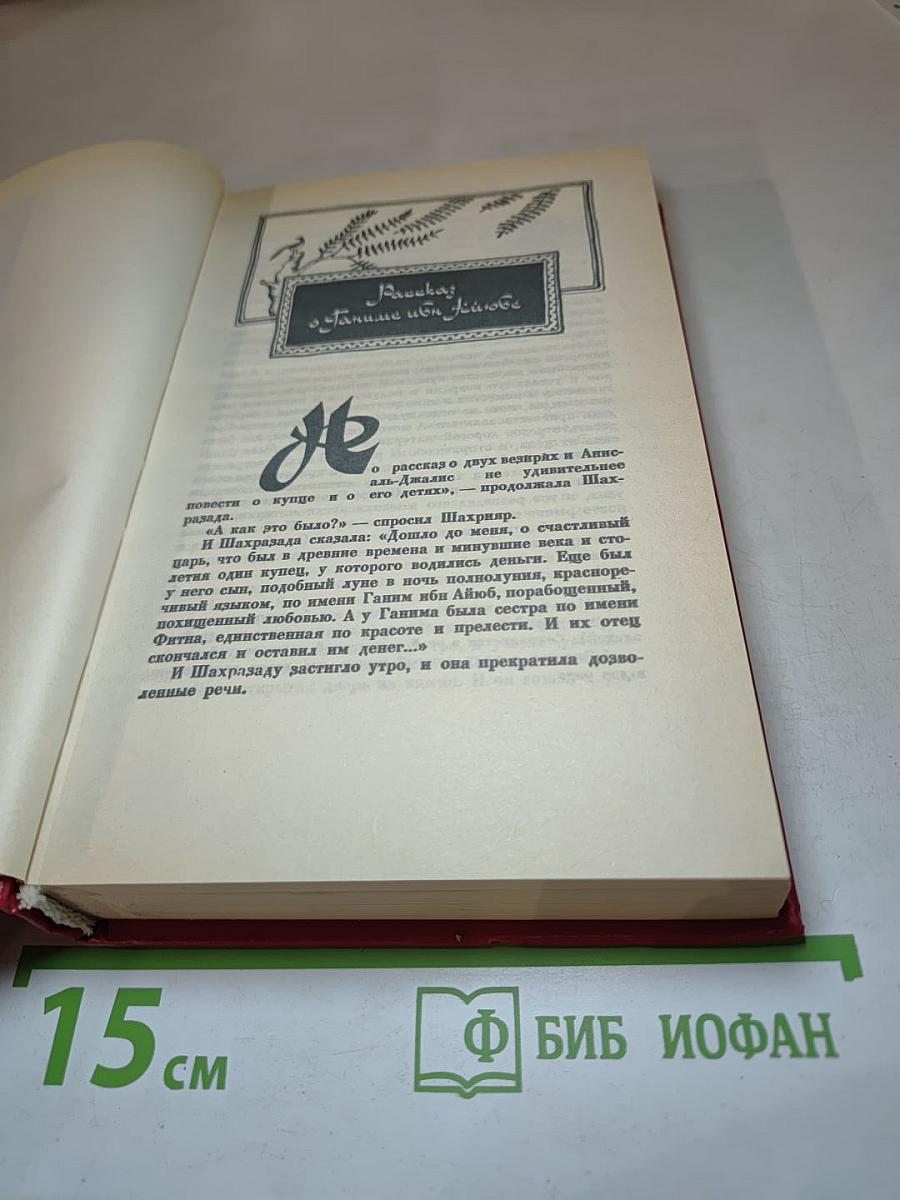 Рассказ
о Ганиме ибн Айюбе
Но рассказ о двух везирях и Анис-
аль-Джалис не удивительнее
повести о купце и о его детях», — продолжала Шах-
разада.
«А как это было?» — спросил Шахрияр.
И Шахразада сказала: «Дошло до меня, о счастливый
царь, что был в древние времена и минувшие века и сто-
летия один купец, у которого водились деньги. Еще был
у него сын, подобный луне в ночь полнолуния, красноре-
чивый языком, по имени Ганим ибн Айюб, порабощенный,
похищенный любовью. А у Ганима была сестра по имени
Фитна, единственная по красоте и прелести. И их отец
скончался и оставил им денег...»
И Шахразаду застигло утро, и она прекратила дозво-
ленные речи.
15 см
Ф БИБ ИОФАН